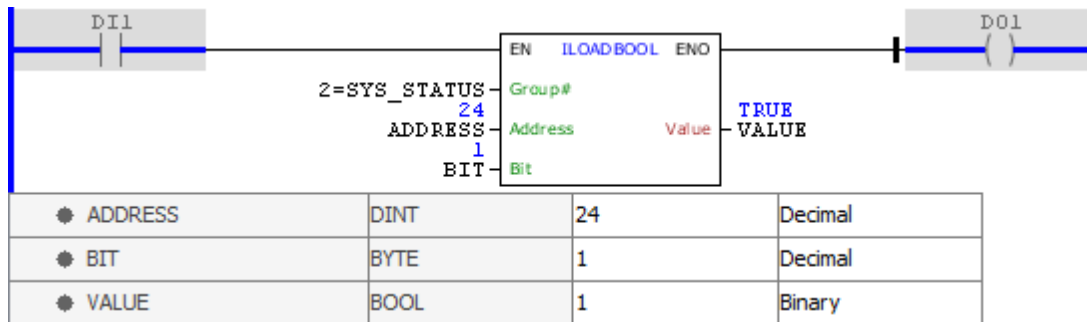 DI1 DO1
EN ILOADBOOL ENO
2=SYS_STATUS Group#
24 TRUE
ADDRESS Address Value VALUE
1
BIT Bit
ADDRESS DINT 24 Decimal
BIT BYTE 1 Decimal
VALUE BOOL 1 Binary